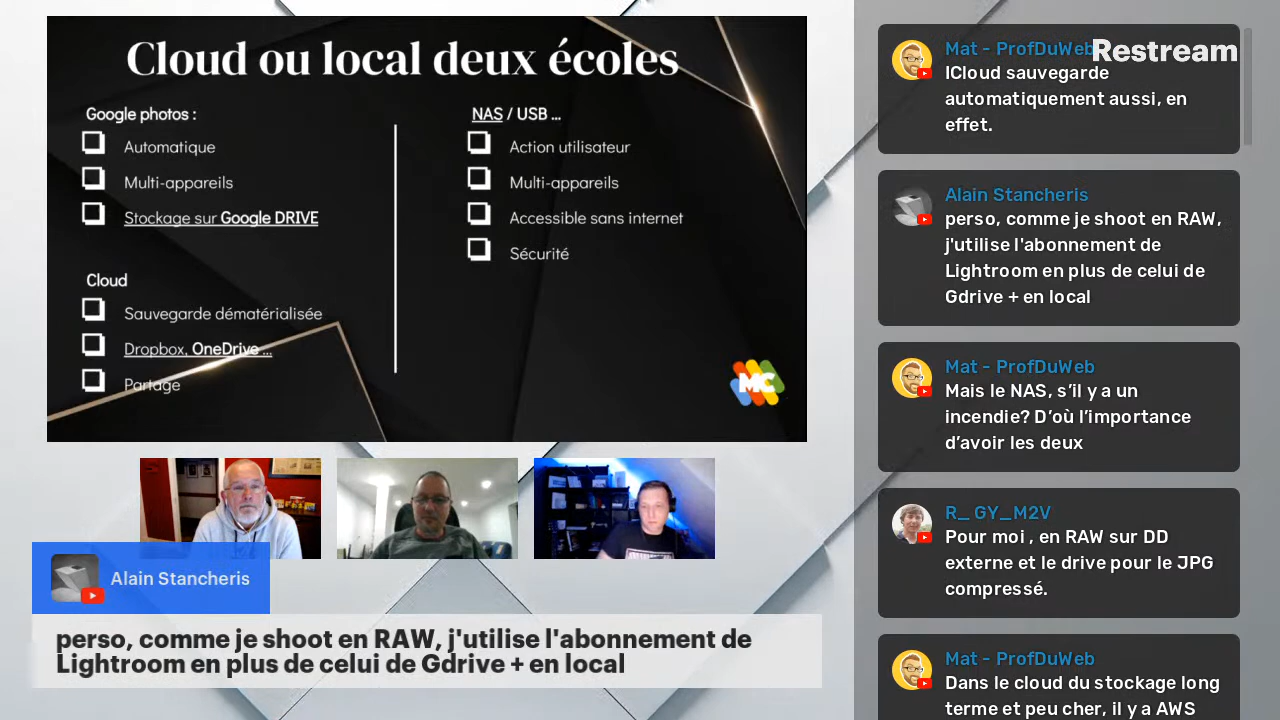 Cloud ou local deux écoles
Google photos :
Automatique
Multi-appareils
Stockage sur Google DRIVE
Cloud
Sauvegarde dématérialisée
Dropbox, OneDrive ...
Partage
NAS / USB ...
Action utilisateur
Multi-appareils
Accessible sans internet
Sécurité
MC
Alain Stancheris
perso, comme je shoot en RAW, j'utilise l'abonnement de
Lightroom en plus de celui de Gdrive + en local
Restream
Mat - ProfDuWeb
ICloud sauvegarde
automatiquement aussi, en
effet.
Alain Stancheris
perso, comme je shoot en RAW,
j'utilise l'abonnement de
Lightroom en plus de celui de
Gdrive + en local
Mat - ProfDuWeb
Mais le NAS, s’il y a un
incendie? D’où l’importance
d’avoir les deux
R_ GY_M2V
Pour moi , en RAW sur DD
externe et le drive pour le JPG
compressé.
Mat - ProfDuWeb
Dans le cloud du stockage long
terme et peu cher, il y a AWS